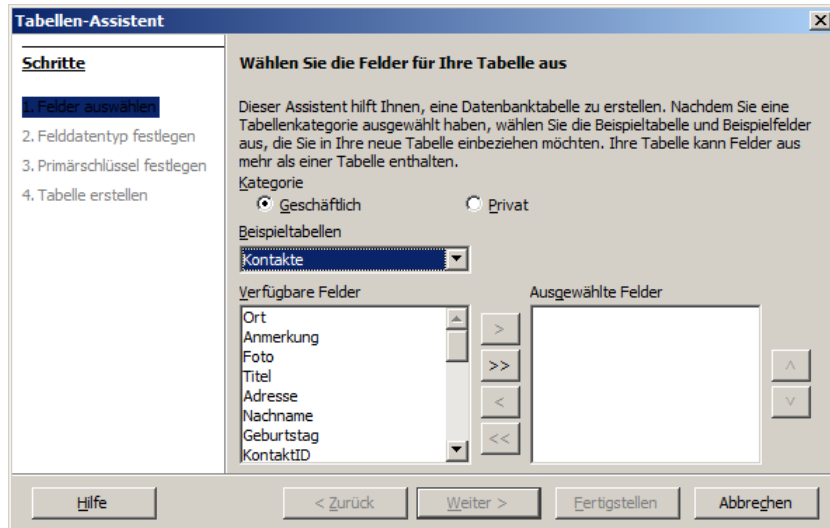 Tabellen-Assistent
Schritte
1. Felder auswählen
2. Felddatentyp festlegen
3. Primärschlüssel festlegen
4. Tabelle erstellen
Wählen Sie die Felder für Ihre Tabelle aus
Dieser Assistent hilft Ihnen, eine Datenbanktabelle zu erstellen. Nachdem Sie eine
Tabellenkategorie ausgewählt haben, wählen Sie die Beispieltabelle und Beispielfelder
aus, die Sie in Ihre neue Tabelle einbeziehen möchten. Ihre Tabelle kann Felder aus
mehr als einer Tabelle enthalten.
Kategorie
Geschäftlich
Privat
Beispieltabellen
Kontakte
Verfügbare Felder
Ort
Anmerkung
Foto
Titel
Adresse
Nachname
Geburtstag
KontaktID
>
>>
<
<<
Ausgewählte Felder
Hilfe
< Zurück
Weiter >
Fertigstellen
Abbrechen